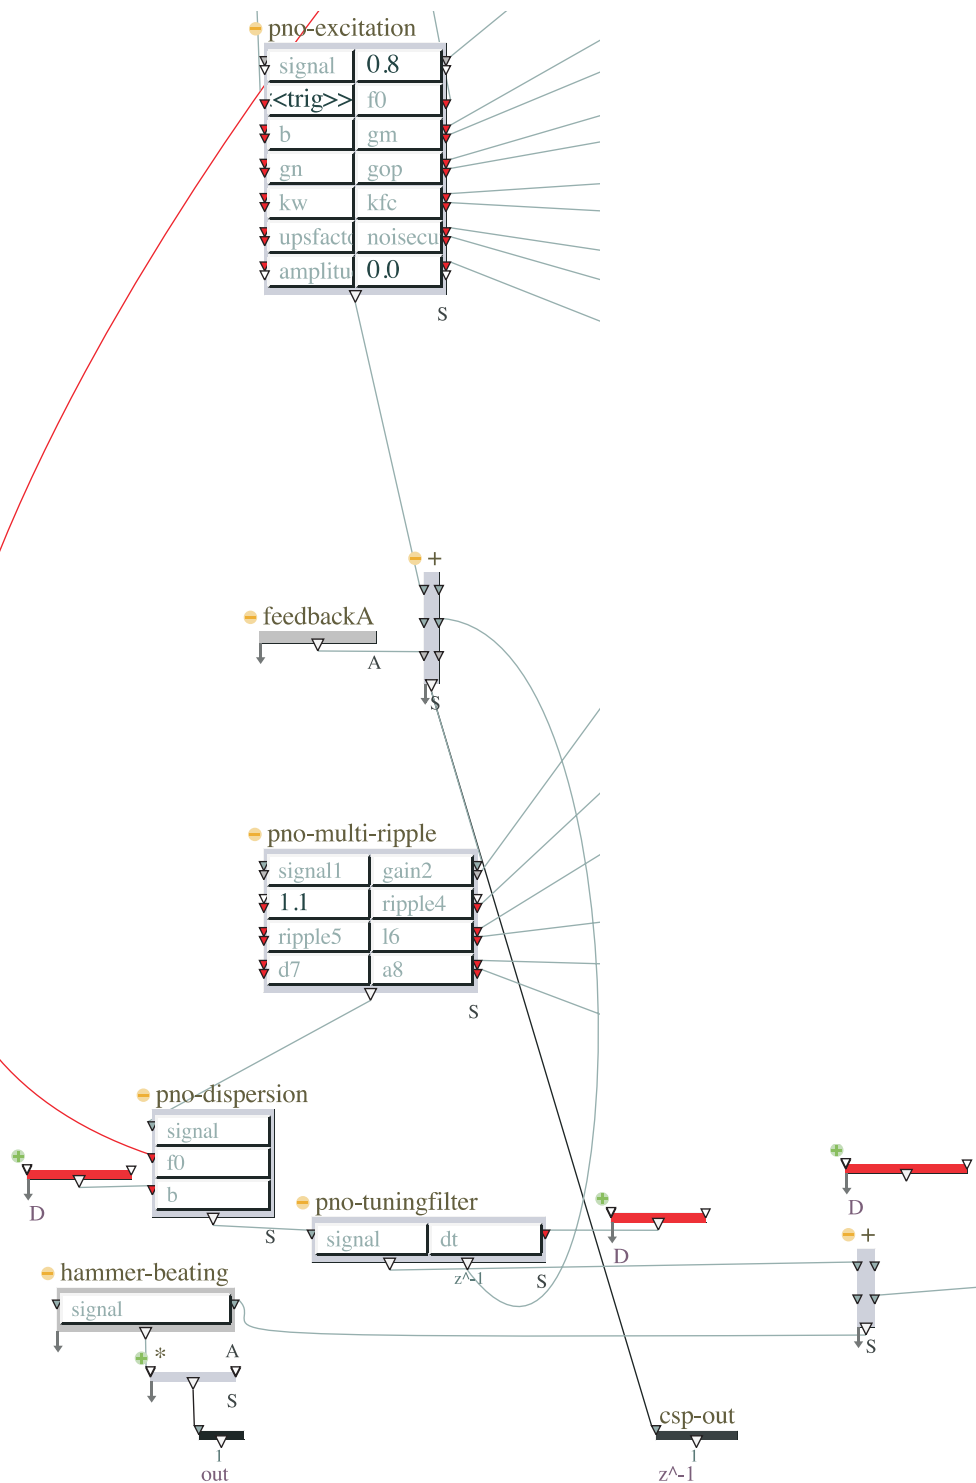 pno-excitation
signal 0.8
:<trig>> f0
b gm
gn gop
kw kfc
upsfacto noisecu
amplitu 0.0
S
+
feedbackA
A
S
pno-multi-ripple
signal1 gain2
1.1 ripple4
ripple5 l6
d7 a8
S
pno-dispersion
signal
f0
b
S
D
D
pno-tuningfilter
signal dt
z^-1
S
D
+
S
hammer-beating
signal
A
*
S
1
out
csp-out
1
z^-1